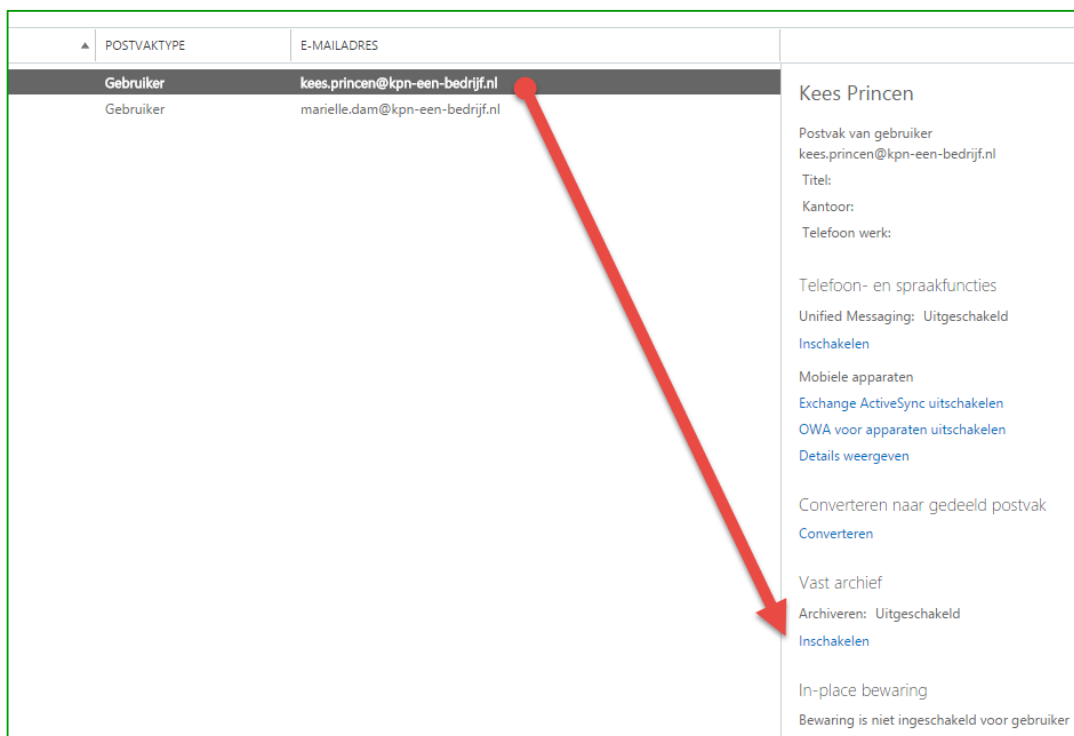 POSTVAKTYPE E-MAILADRES
Gebruiker kees.princen@kpn-een-bedrijf.nl
Gebruiker marielle.dam@kpn-een-bedrijf.nl
Kees Princen
Postvak van gebruiker
kees.princen@kpn-een-bedrijf.nl
Titel:
Kantoor:
Telefoon werk:
Telefoon- en spraakfuncties
Unified Messaging: Uitgeschakeld
Inschakelen
Mobiele apparaten
Exchange ActiveSync uitschakelen
OWA voor apparaten uitschakelen
Details weergeven
Converteren naar gedeeld postvak
Converteren
Vast archief
Archiveren: Uitgeschakeld
Inschakelen
In-place bewaring
Bewaring is niet ingeschakeld voor gebruiker